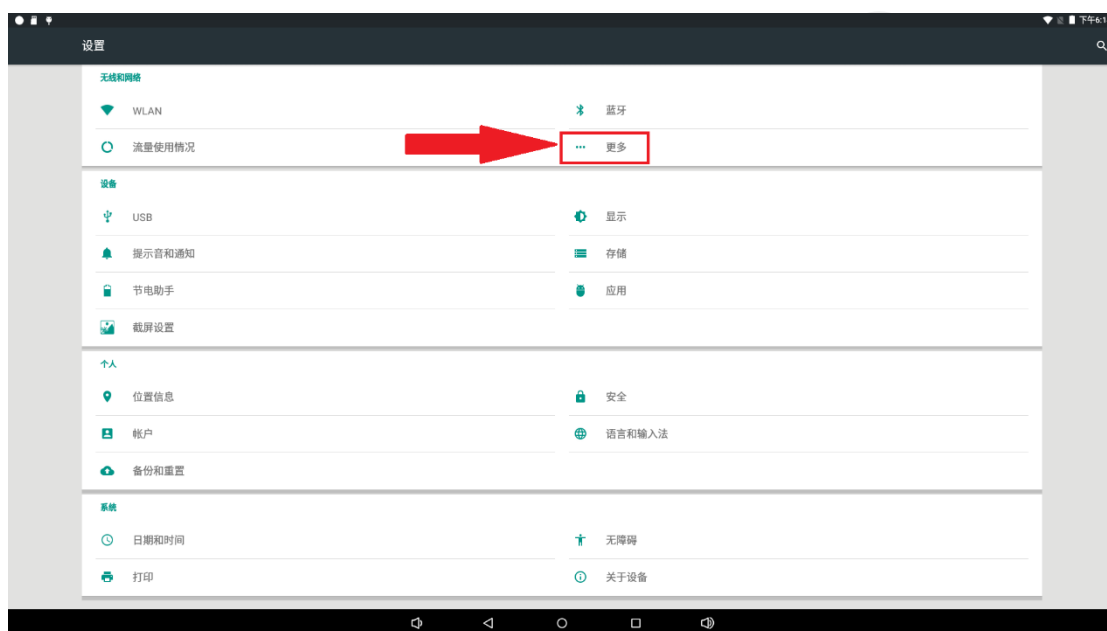 下午6:1
设置
无线和网络
WLAN
蓝牙
流量使用情况
更多
设备
USB
显示
提示音和通知
存储
节电助手
应用
截屏设置
个人
位置信息
安全
帐户
语言和输入法
备份和重置
系统
日期和时间
无障碍
打印
关于设备